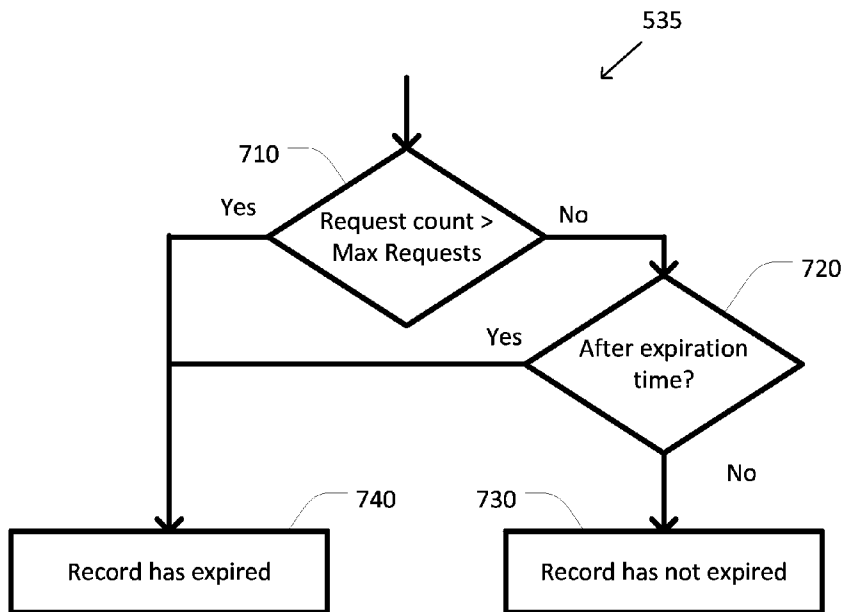 535
710
Yes
Request count >
Max Requests
No
720
Yes
After expiration
time?
No
740
730
Record has expired
Record has not expired